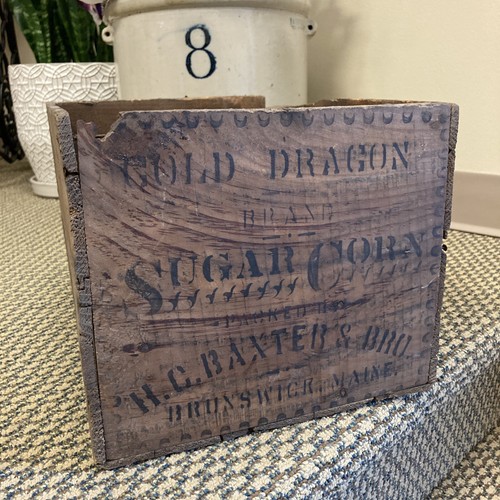 8
GOLD DRAGON
BRAND
SUGAR CORN
PACKED BY
H.C.BAXTER & BRO
BRUNSWICK, MAINE.